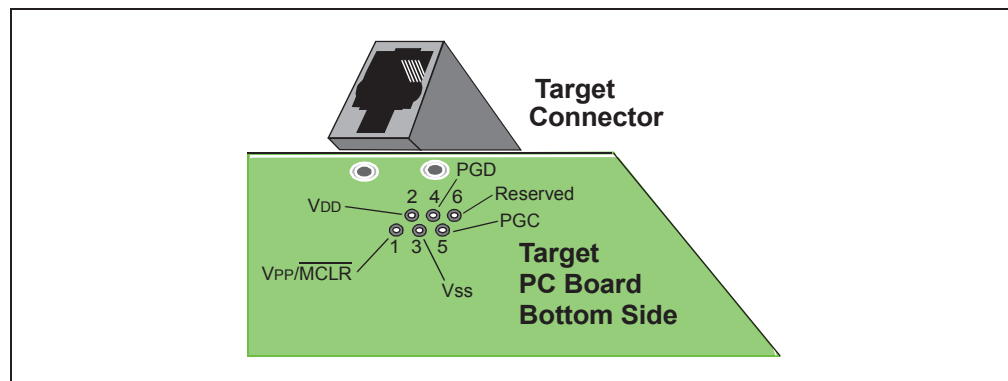 Target
Connector
PGD
2 4 6 Reserved
VDD
PGC
1 3 5
VPP/MCLR
Vss
Target
PC Board
Bottom Side